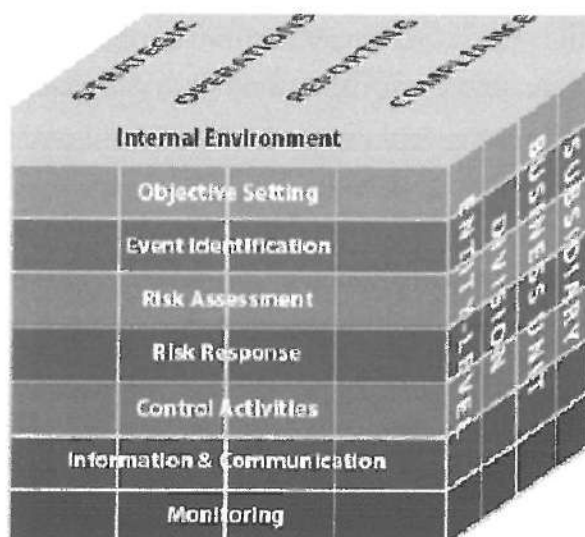 STRATEGIC
OPERATIONS
REPORTING
COMPLIANCE
Internal Environment
Objective Setting
Event Identification
Risk Assessment
Risk Response
Control Activities
Information & Communication
Monitoring
ENTITY-LEVEL
DIVISION
BUSINESS UNIT
SUBSIDIARY